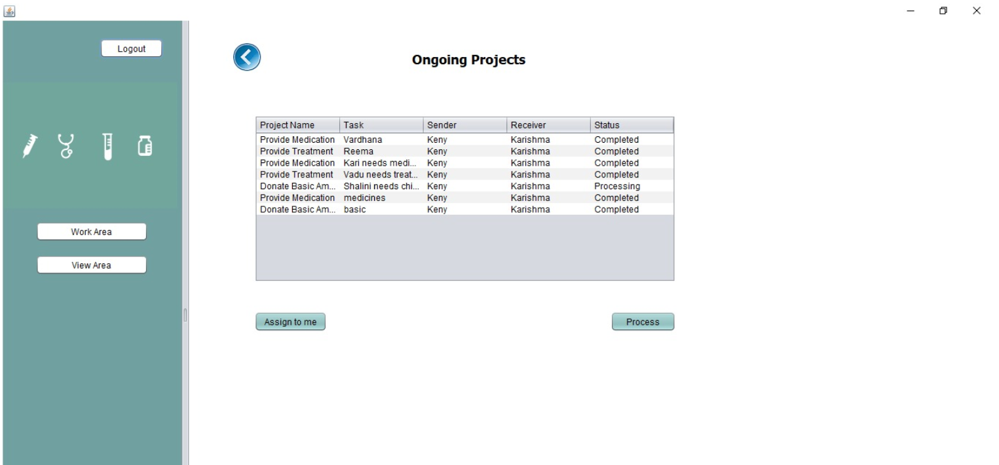 Logout
Ongoing Projects
Project Name Task Sender Receiver Status
Provide Medication Vardhana Keny Karishma Completed
Provide Treatment Reema Keny Karishma Completed
Provide Medication Kari needs medi... Keny Karishma Completed
Provide Treatment Vadu needs treat... Keny Karishma Completed
Donate Basic Am... Shalini needs chi... Keny Karishma Processing
Provide Medication medicines Keny Karishma Completed
Donate Basic Am... basic Keny Karishma Completed
Work Area
View Area
Assign to me Process